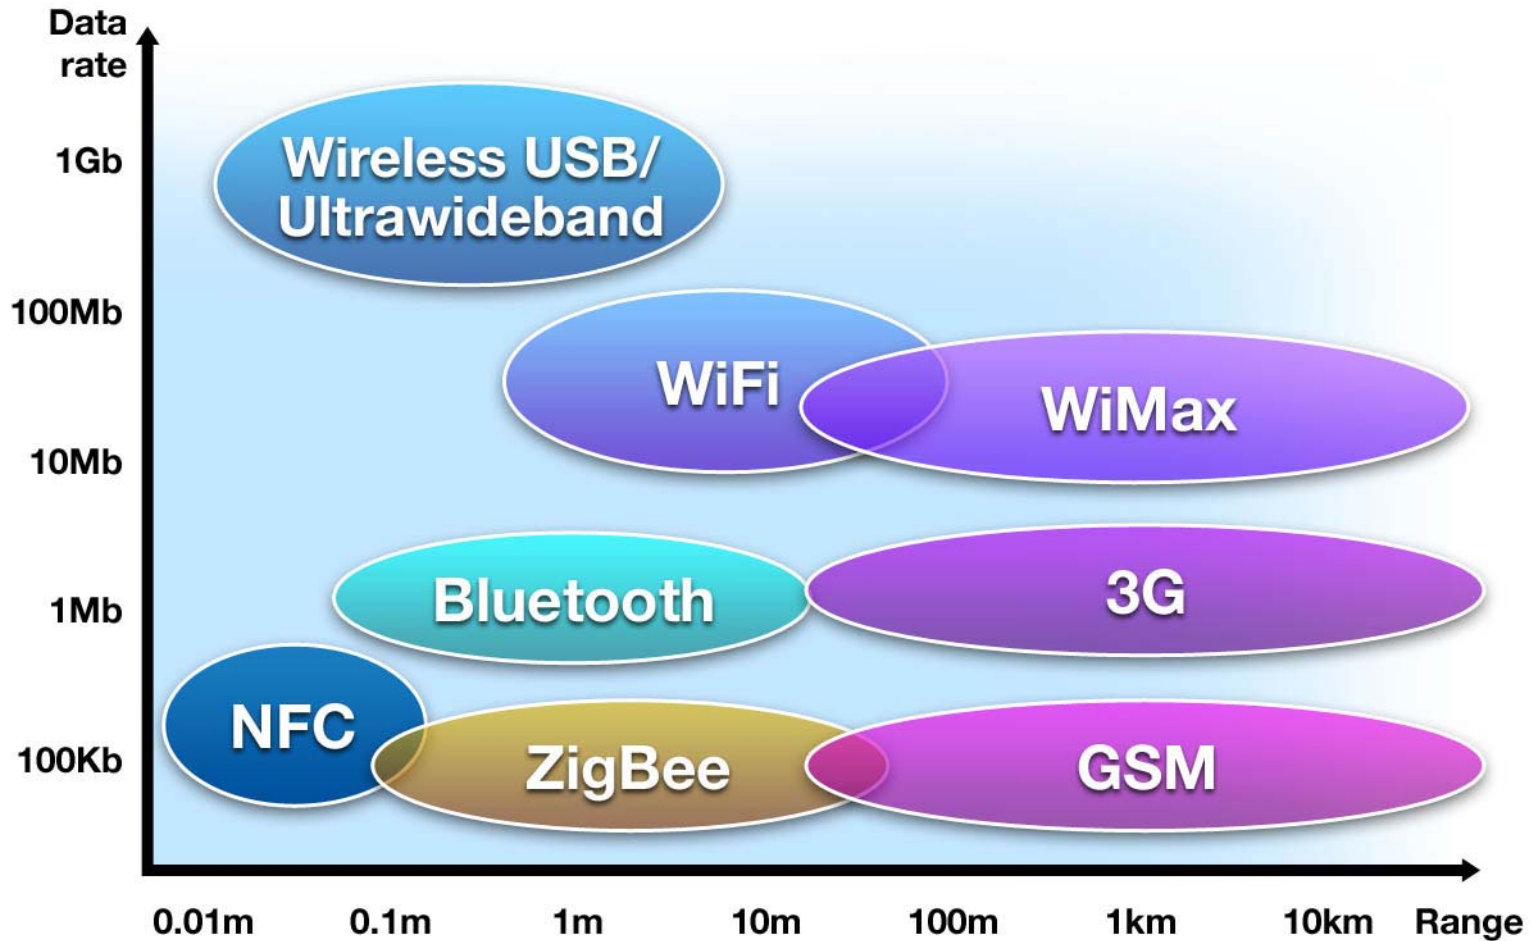 Data
rate
1Gb
Wireless USB/
Ultrawideband
100Mb
WiFi
WiMax
10Mb
Bluetooth
3G
1Mb
NFC
ZigBee
GSM
100Kb
0.01m
0.1m
1m
10m
100m
1km
10km
Range